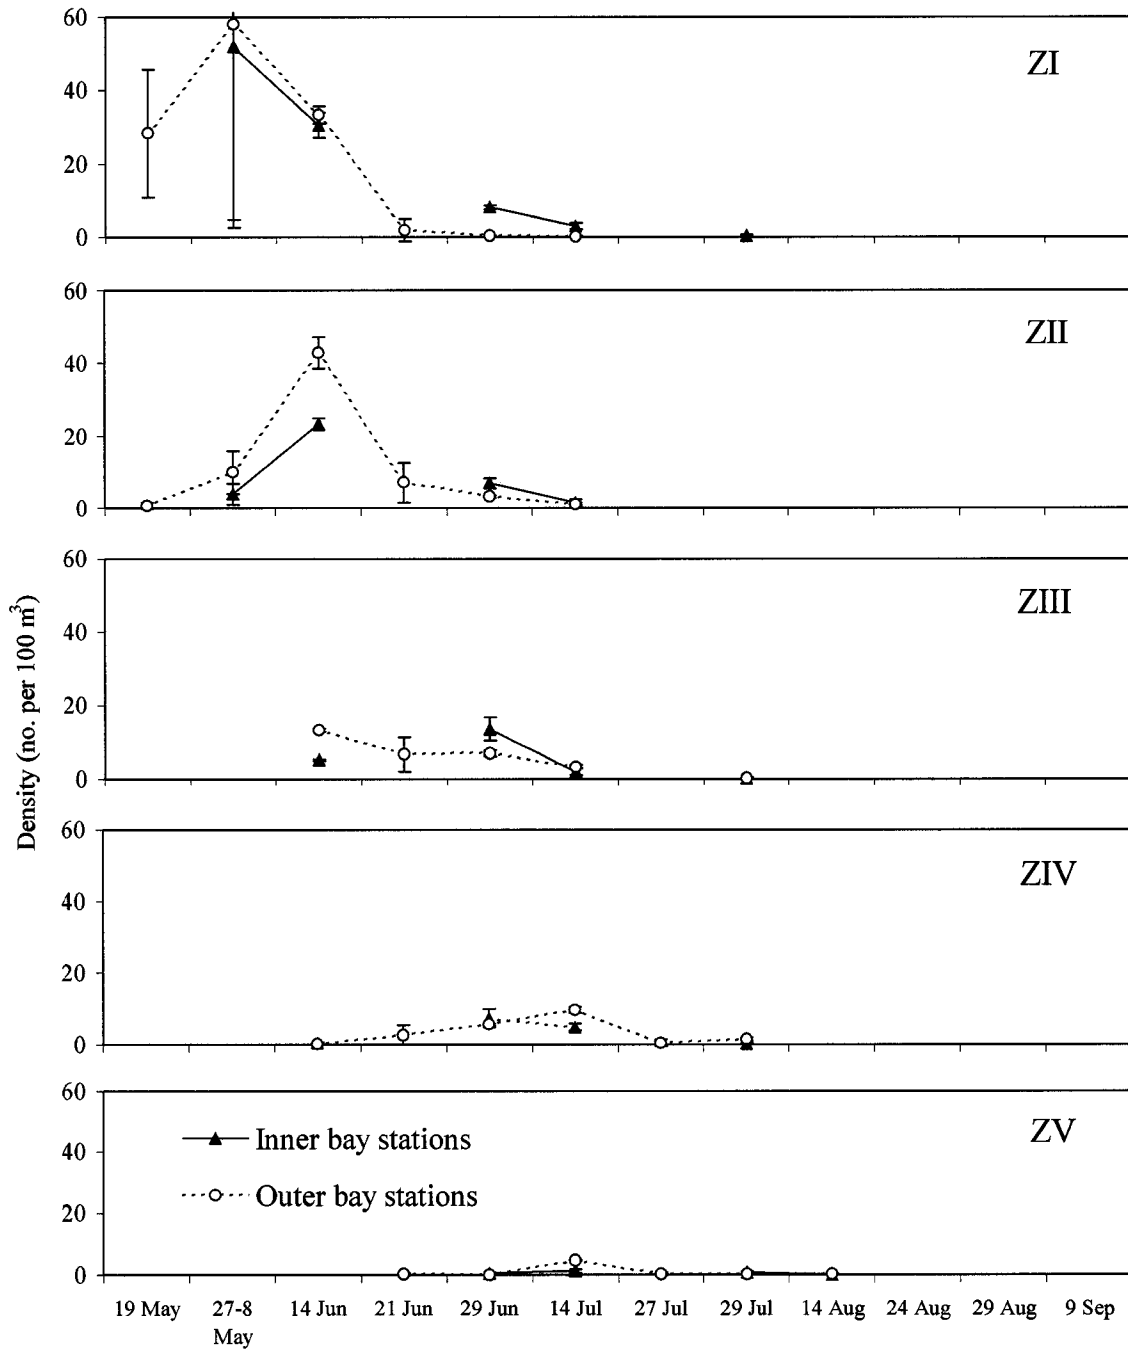 60
40
20
0
ZI
60
40
20
0
ZII
60
40
20
0
ZIII
60
40
20
0
ZIV
60
40
20
0
ZV
Density (no. per 100 m³)
Inner bay stations
Outer bay stations
19 May
27-8 May
14 Jun
21 Jun
29 Jun
14 Jul
27 Jul
29 Jul
14 Aug
24 Aug
29 Aug
9 Sep